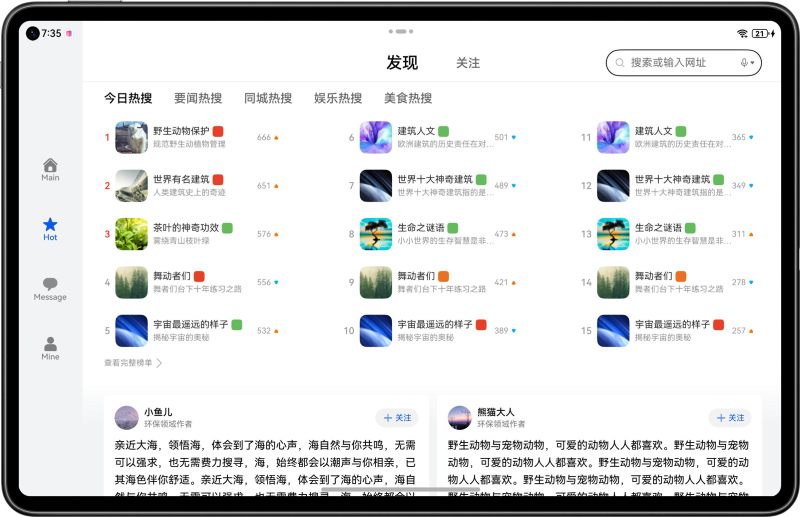 7:35
21
发现
关注
搜索或输入网址
今日热搜 要闻热搜 同城热搜 娱乐热搜 美食热搜
Main
Hot
Message
Mine
1 野生动物保护 666
规范野生动植物管理
2 世界有名建筑 651
人类建筑史上的奇迹
3 茶叶的神奇功效 576
雾绕青山枝叶绿
4 舞动者们 556
舞者们台下十年练习之路
5 宇宙最遥远的样子 532
揭秘宇宙的奥秘
6 建筑人文 501
欧洲建筑的历史责任在对...
7 世界十大神奇建筑 489
世界十大神奇建筑指的是...
8 生命之谜语 473
小小世界的生存智慧是非...
9 舞动者们 421
舞者们台下十年练习之路
10 宇宙最遥远的样子 389
揭秘宇宙的奥秘
11 建筑人文 365
欧洲建筑的历史责任在对...
12 世界十大神奇建筑 349
世界十大神奇建筑指的是...
13 生命之谜语 311
小小世界的生存智慧是非...
14 舞动者们 278
舞者们台下十年练习之路
15 宇宙最遥远的样子 257
揭秘宇宙的奥秘
查看完整榜单
小鱼儿
环保领域作者
关注
亲近大海，领悟海，体会到了海的心声，海自然与你共鸣，无需
可以强求，也无需费力搜寻，海，始终都会以潮声与你相亲，已
其海色伴你舒适。亲近大海，领悟海，体会到了海的心声，海自
然与你共鸣，无需可以强求，也无需费力搜寻，海，始终都会以
熊猫大人
环保领域作者
关注
野生动物与宠物动物，可爱的动物人人都喜欢。野生动物与宠物
动物，可爱的动物人人都喜欢。野生动物与宠物动物，可爱的动
物人人都喜欢。野生动物与宠物动物，可爱的动物人人都喜欢。
野生动物与宠物动物，可爱的动物人人都喜欢。野生动物与宠物